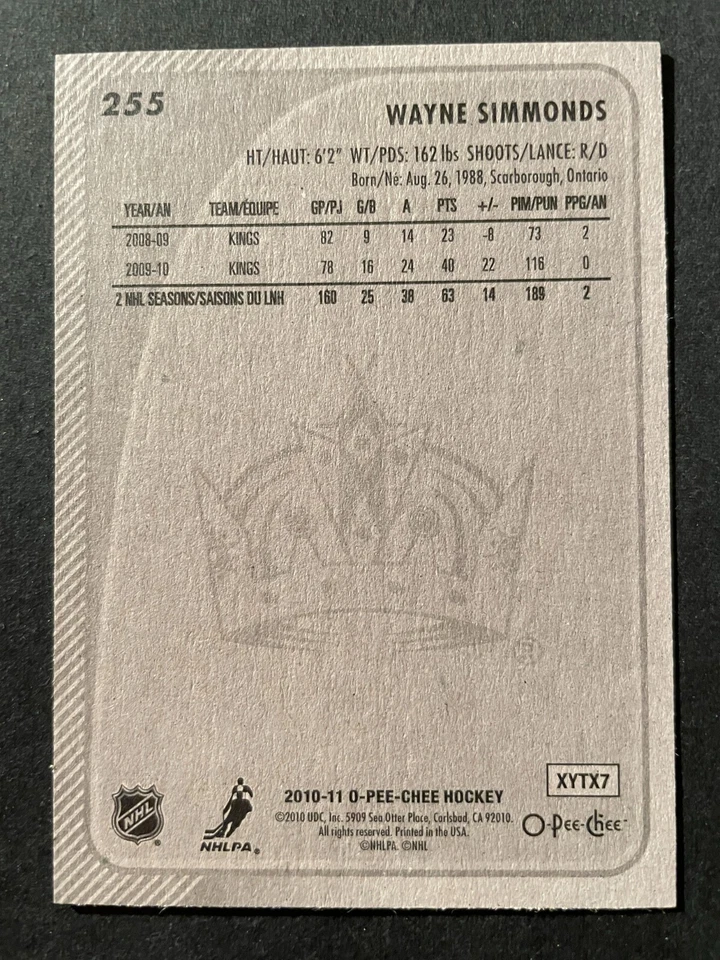 255
WAYNE SIMMONDS
HT/HAUT: 6'2" WT/PDS: 162 lbs SHOOTS/LANCE: R/D
Born/Né: Aug. 26, 1988, Scarborough, Ontario
YEAR/AN TEAM/ÉQUIPE GP/PJ G/B A PTS +/- PIM/PUN PPG/AN
2008-09 KINGS 82 9 14 23 -8 73 2
2009-10 KINGS 78 16 24 40 22 116 0
2 NHL SEASONS/SAISONS DU LNH 160 25 38 63 14 189 2
®
XYTX7
NHL ®
NHLPA®
2010-11 O-PEE-CHEE HOCKEY
©2010 UDC, Inc. 5909 Sea Otter Place, Carlsbad, CA 92010.
All rights reserved. Printed in the USA.
©NHLPA. ©NHL
O-Pee-Chee™